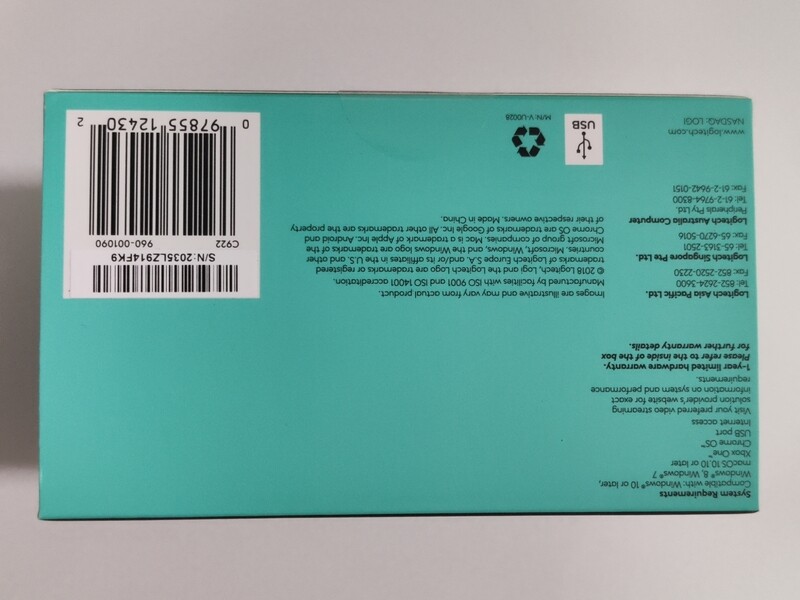 System Requirements
Compatible with: Windows® 10 or later,
Windows® 8, Windows® 7
macOS 10.10 or later
Xbox One™
Chrome OS™
USB port
Internet access
Visit your preferred video streaming
solution provider's website for exact
information on system and performance
requirements.
1-year limited hardware warranty.
Please refer to the inside of the box
for further warranty details.
Logitech Asia Pacific Ltd.
Tel: 852-2624-3600
Fax: 852-2520-2230
Logitech Singapore Pte Ltd.
Tel: 65-3163-2501
Fax: 65-6270-5016
Logitech Australia Computer
Peripherals Pty Ltd.
Tel: 61-2-9764-8300
Fax: 61-2-9642-0151
www.logitech.com
NASDAQ: LOGI
Images are illustrative and may vary from actual product.
Manufactured by facilities with ISO 9001 and ISO 14001 accreditation.
© 2018 Logitech, Logi and the Logitech Logo are trademarks or registered
trademarks of Logitech Europe S.A. and/or its affiliates in the U.S. and other
countries. Microsoft, Windows, and the Windows logo are trademarks of the
Microsoft group of companies. Mac is a trademark of Apple Inc. Android and
Chrome OS are trademarks of Google Inc. All other trademarks are the property
of their respective owners. Made in China.
USB
M/N: V-U0028
S/N:2035LZ914FK9
C922
960-001090
0 97855 12430 2